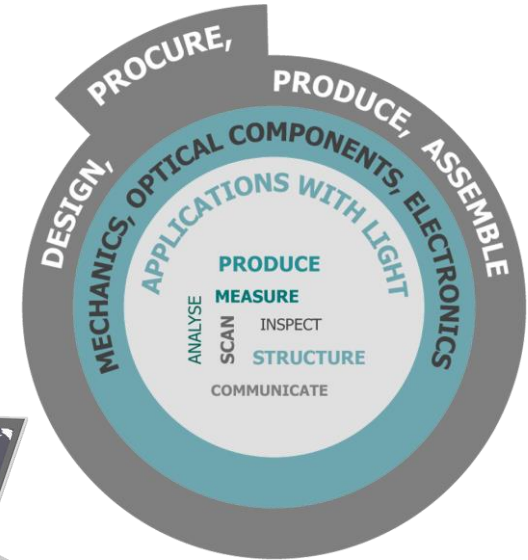 DESIGN, PROCURE, PRODUCE, ASSEMBLE
MECHANICS, OPTICAL COMPONENTS, ELECTRONICS
APPLICATIONS WITH LIGHT
PRODUCE
MEASURE
ANALYSE
SCAN
INSPECT
STRUCTURE
COMMUNICATE